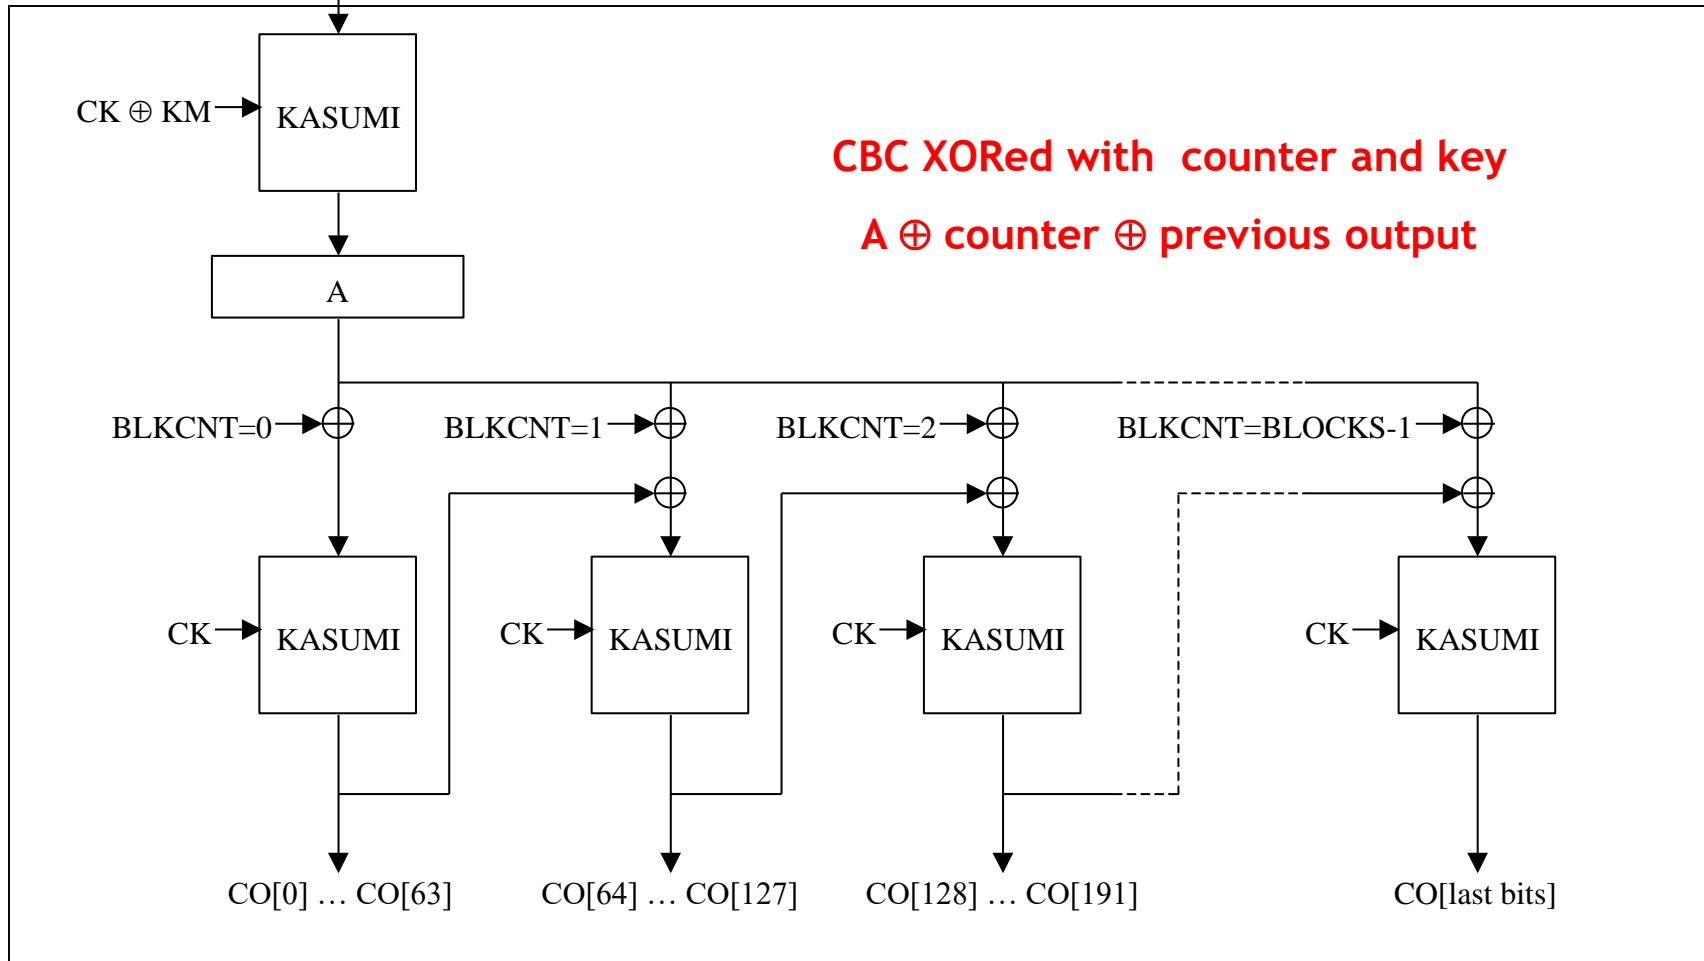 CK ⊕ KM
KASUMI
CBC XORed with counter and key
A ⊕ counter ⊕ previous output
A
BLKCNT=0
BLKCNT=1
BLKCNT=2
BLKCNT=BLOCKS-1
CK
KASUMI
CK
KASUMI
CK
KASUMI
CK
KASUMI
CO[0] … CO[63]
CO[64] … CO[127]
CO[128] … CO[191]
CO[last bits]